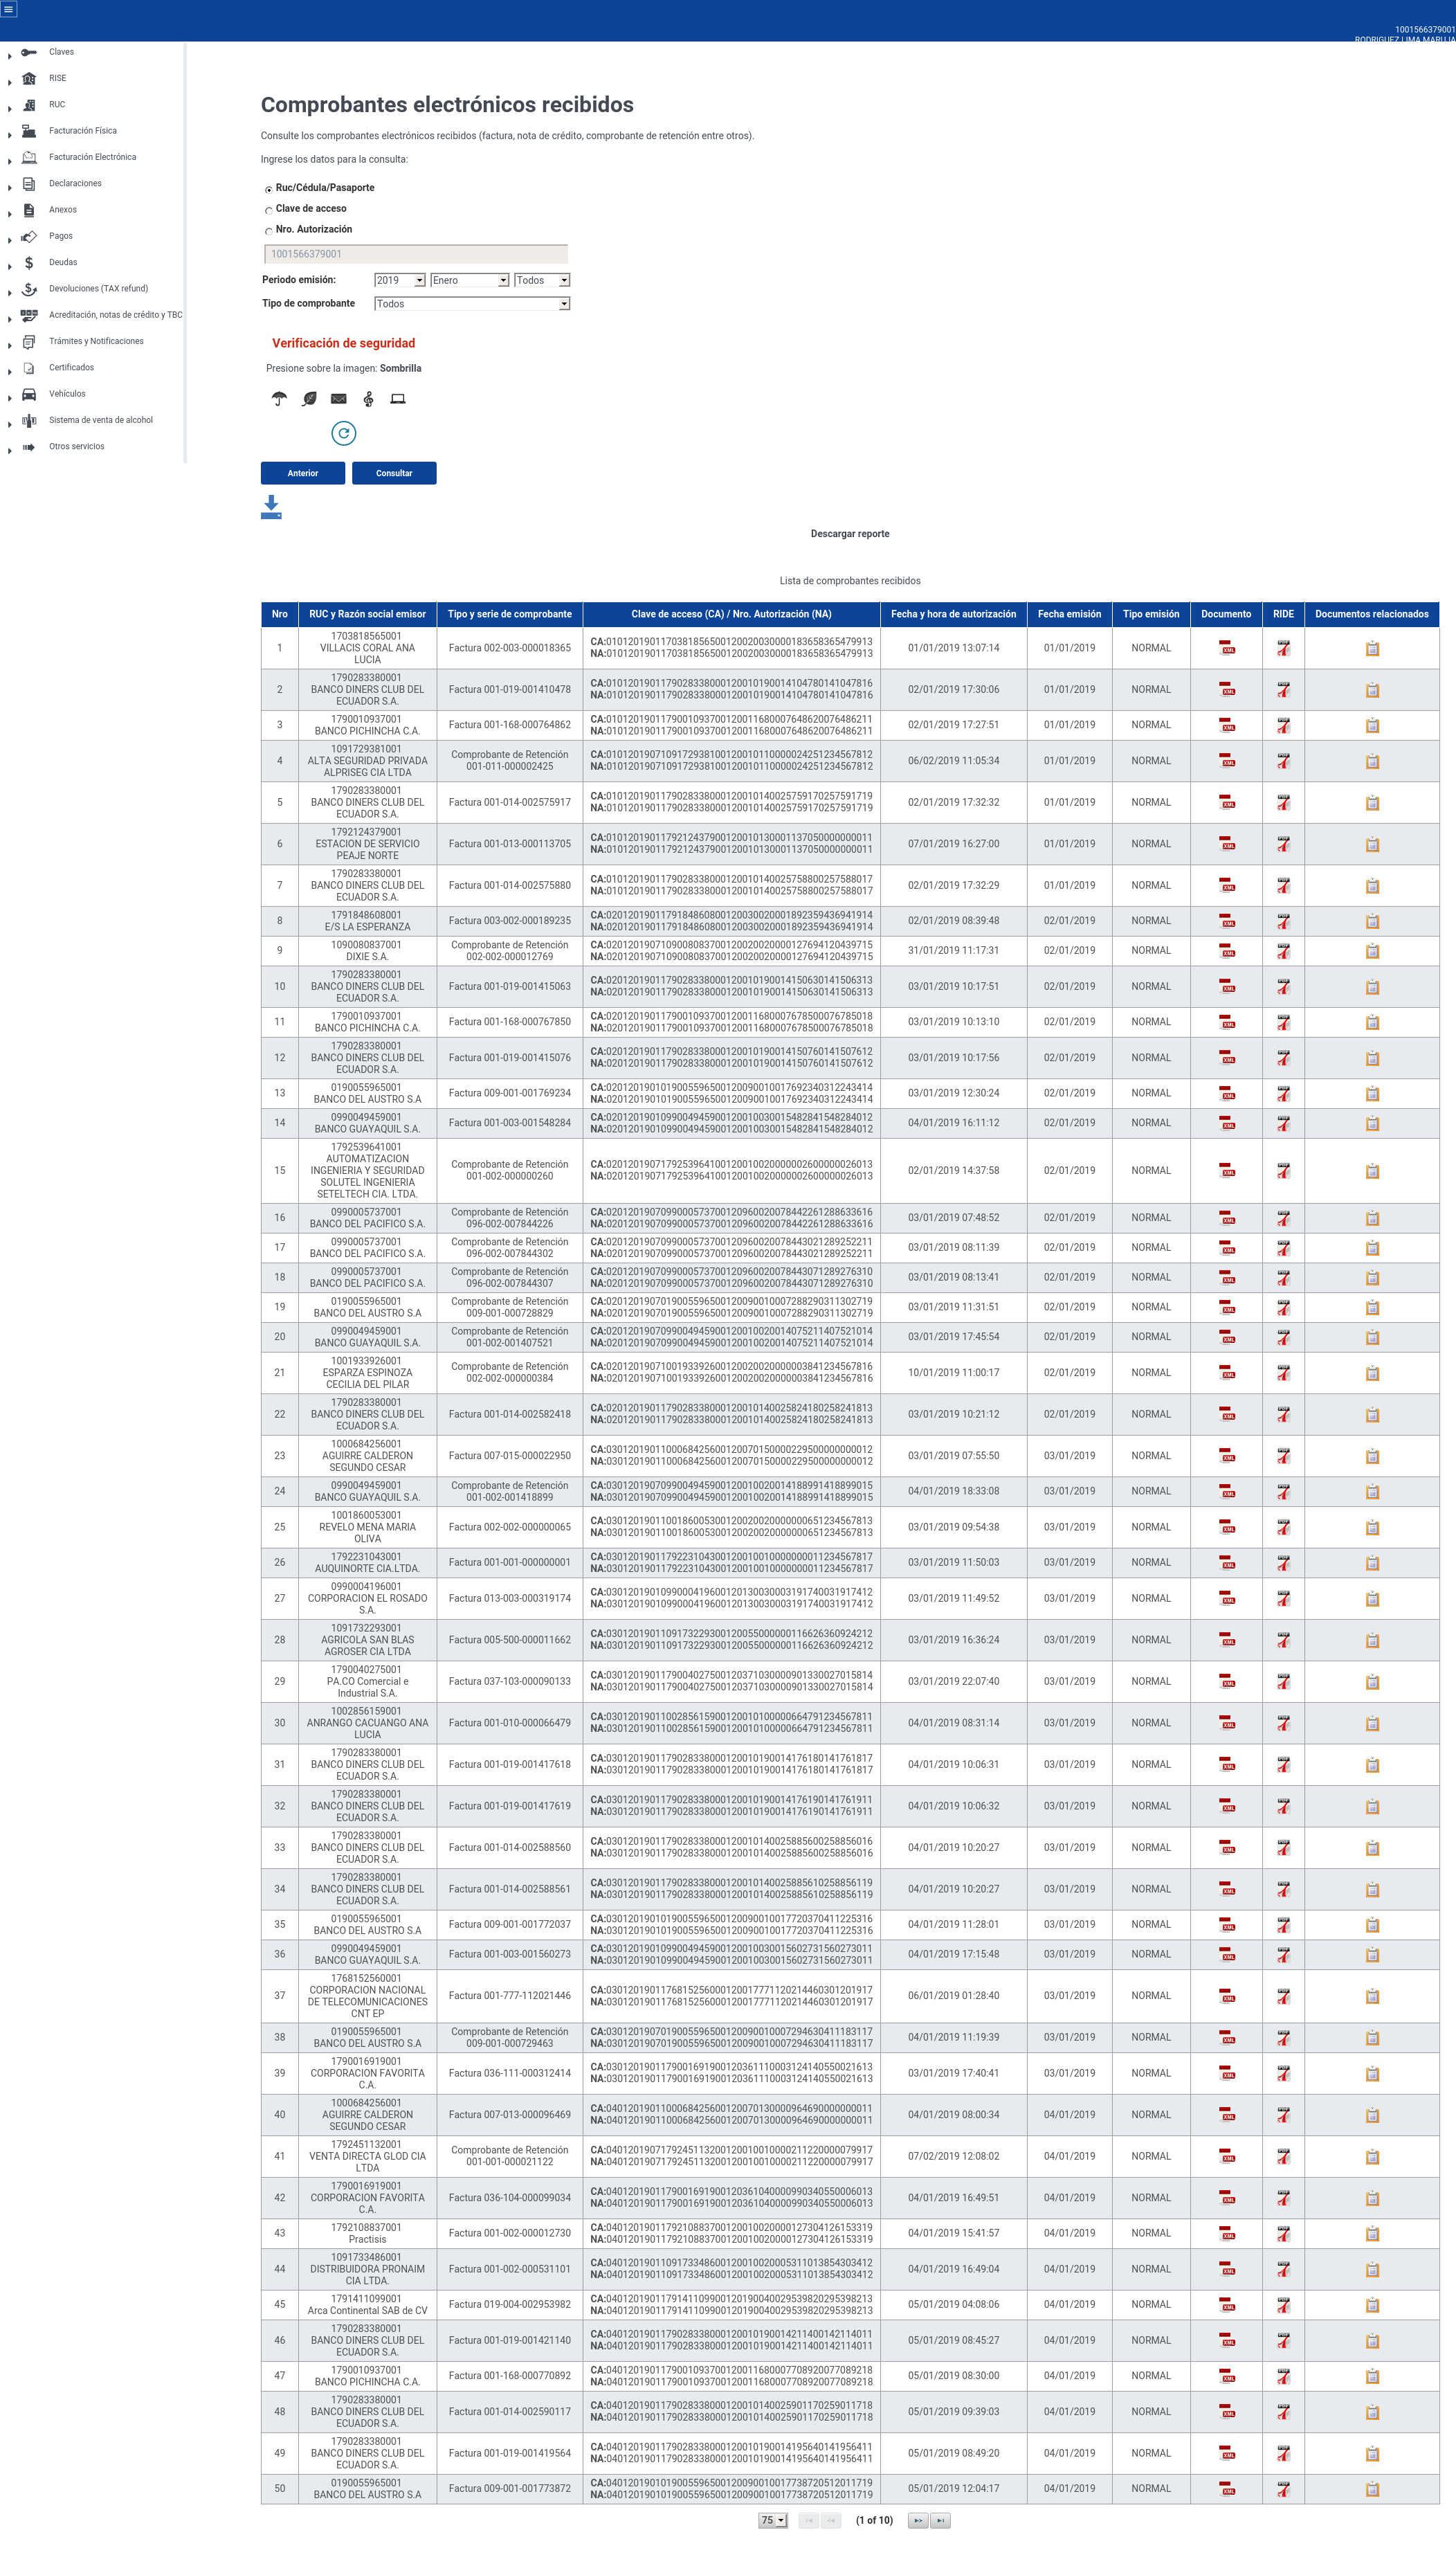 1001566379001
RODRIGUEZ LIMA MARUJA
Claves
RISE
RUC
Facturación Física
Facturación Electrónica
Declaraciones
Anexos
Pagos
Deudas
Devoluciones (TAX refund)
Acreditación, notas de crédito y TBC
Trámites y Notificaciones
Certificados
Vehículos
Sistema de venta de alcohol
Otros servicios
Comprobantes electrónicos recibidos
Consulte los comprobantes electrónicos recibidos (factura, nota de crédito, comprobante de retención entre otros).
Ingrese los datos para la consulta:
Ruc/Cédula/Pasaporte
Clave de acceso
Nro. Autorización
1001566379001
Periodo emisión: 2019 Enero Todos
Tipo de comprobante Todos
Verificación de seguridad
Presione sobre la imagen: Sombrilla
Anterior Consultar
Descargar reporte
Lista de comprobantes recibidos
Nro RUC y Razón social emisor Tipo y serie de comprobante Clave de acceso (CA) / Nro. Autorización (NA) Fecha y hora de autorización Fecha emisión Tipo emisión Documento RIDE Documentos relacionados
1 1703818565001 VILLACIS CORAL ANA LUCIA Factura 002-003-000018365 CA:0101201901170381856500120020030000183658365479913 NA:0101201901170381856500120020030000183658365479913 01/01/2019 13:07:14 01/01/2019 NORMAL
2 1790283380001 BANCO DINERS CLUB DEL ECUADOR S.A. Factura 001-019-001410478 CA:0101201901179028338000120010190014104780141047816 NA:0101201901179028338000120010190014104780141047816 02/01/2019 17:30:06 01/01/2019 NORMAL
3 1790010937001 BANCO PICHINCHA C.A. Factura 001-168-000764862 CA:0101201901179001093700120011680007648620076486211 NA:0101201901179001093700120011680007648620076486211 02/01/2019 17:27:51 01/01/2019 NORMAL
4 1091729381001 ALTA SEGURIDAD PRIVADA ALPRISEG CIA LTDA Comprobante de Retención 001-011-000002425 CA:0101201907109172938100120010110000024251234567812 NA:0101201907109172938100120010110000024251234567812 06/02/2019 11:05:34 01/01/2019 NORMAL
5 1790283380001 BANCO DINERS CLUB DEL ECUADOR S.A. Factura 001-014-002575917 CA:0101201901179028338000120010140025759170257591719 NA:0101201901179028338000120010140025759170257591719 02/01/2019 17:32:32 01/01/2019 NORMAL
6 1792124379001 ESTACION DE SERVICIO PEAJE NORTE Factura 001-013-000113705 CA:0101201901179212437900120010130001137050000000011 NA:0101201901179212437900120010130001137050000000011 07/01/2019 16:27:00 01/01/2019 NORMAL
7 1790283380001 BANCO DINERS CLUB DEL ECUADOR S.A. Factura 001-014-002575880 CA:0101201901179028338000120010140025758800257588017 NA:0101201901179028338000120010140025758800257588017 02/01/2019 17:32:29 01/01/2019 NORMAL
8 1791848608001 E/S LA ESPERANZA Factura 003-002-000189235 CA:0201201901179184860800120030020001892359436941914 NA:0201201901179184860800120030020001892359436941914 02/01/2019 08:39:48 02/01/2019 NORMAL
9 1090080837001 DIXIE S.A. Comprobante de Retención 002-002-000012769 CA:0201201907109008083700120020020000127694120439715 NA:0201201907109008083700120020020000127694120439715 31/01/2019 11:17:31 02/01/2019 NORMAL
10 1790283380001 BANCO DINERS CLUB DEL ECUADOR S.A. Factura 001-019-001415063 CA:0201201901179028338000120010190014150630141506313 NA:0201201901179028338000120010190014150630141506313 03/01/2019 10:17:51 02/01/2019 NORMAL
11 1790010937001 BANCO PICHINCHA C.A. Factura 001-168-000767850 CA:0201201901179001093700120011680007678500076785018 NA:0201201901179001093700120011680007678500076785018 03/01/2019 10:13:10 02/01/2019 NORMAL
12 1790283380001 BANCO DINERS CLUB DEL ECUADOR S.A. Factura 001-019-001415076 CA:0201201901179028338000120010190014150760141507612 NA:0201201901179028338000120010190014150760141507612 03/01/2019 10:17:56 02/01/2019 NORMAL
13 0190055965001 BANCO DEL AUSTRO S.A Factura 009-001-001769234 CA:0201201901019005596500120090010017692340312243414 NA:0201201901019005596500120090010017692340312243414 03/01/2019 12:30:24 02/01/2019 NORMAL
14 0990049459001 BANCO GUAYAQUIL S.A. Factura 001-003-001548284 CA:0201201901099004945900120010030015482841548284012 NA:0201201901099004945900120010030015482841548284012 04/01/2019 16:11:12 02/01/2019 NORMAL
15 1792539641001 AUTOMATIZACION INGENIERIA Y SEGURIDAD SOLUTEL INGENIERIA SETELTECH CIA. LTDA. Comprobante de Retención 001-002-000000260 CA:0201201907179253964100120010020000002600000026013 NA:0201201907179253964100120010020000002600000026013 02/01/2019 14:37:58 02/01/2019 NORMAL
16 0990005737001 BANCO DEL PACIFICO S.A. Comprobante de Retención 096-002-007844226 CA:0201201907099000573700120960020078442261288633616 NA:0201201907099000573700120960020078442261288633616 03/01/2019 07:48:52 02/01/2019 NORMAL
17 0990005737001 BANCO DEL PACIFICO S.A. Comprobante de Retención 096-002-007844302 CA:0201201907099000573700120960020078443021289252211 NA:0201201907099000573700120960020078443021289252211 03/01/2019 08:11:39 02/01/2019 NORMAL
18 0990005737001 BANCO DEL PACIFICO S.A. Comprobante de Retención 096-002-007844307 CA:0201201907099000573700120960020078443071289276310 NA:0201201907099000573700120960020078443071289276310 03/01/2019 08:13:41 02/01/2019 NORMAL
19 0190055965001 BANCO DEL AUSTRO S.A Comprobante de Retención 009-001-000728829 CA:0201201907019005596500120090010007288290311302719 NA:0201201907019005596500120090010007288290311302719 03/01/2019 11:31:51 02/01/2019 NORMAL
20 0990049459001 BANCO GUAYAQUIL S.A. Comprobante de Retención 001-002-001407521 CA:0201201907099004945900120010020014075211407521014 NA:0201201907099004945900120010020014075211407521014 03/01/2019 17:45:54 02/01/2019 NORMAL
21 1001933926001 ESPARZA ESPINOZA CECILIA DEL PILAR Comprobante de Retención 002-002-000000384 CA:0201201907100193392600120020020000003841234567816 NA:0201201907100193392600120020020000003841234567816 10/01/2019 11:00:17 02/01/2019 NORMAL
22 1790283380001 BANCO DINERS CLUB DEL ECUADOR S.A. Factura 001-014-002582418 CA:0201201901179028338000120010140025824180258241813 NA:0201201901179028338000120010140025824180258241813 03/01/2019 10:21:12 02/01/2019 NORMAL
23 1000684256001 AGUIRRE CALDERON SEGUNDO CESAR Factura 007-015-000022950 CA:0301201901100068425600120070150000229500000000012 NA:0301201901100068425600120070150000229500000000012 03/01/2019 07:55:50 03/01/2019 NORMAL
24 0990049459001 BANCO GUAYAQUIL S.A. Comprobante de Retención 001-002-001418899 CA:0301201907099004945900120010020014188991418899015 NA:0301201907099004945900120010020014188991418899015 04/01/2019 18:33:08 03/01/2019 NORMAL
25 1001860053001 REVELO MENA MARIA OLIVA Factura 002-002-000000065 CA:0301201901100186005300120020020000000651234567813 NA:0301201901100186005300120020020000000651234567813 03/01/2019 09:54:38 03/01/2019 NORMAL
26 1792231043001 AUQUINORTE CIA.LTDA. Factura 001-001-000000001 CA:0301201901179223104300120010010000000011234567817 NA:0301201901179223104300120010010000000011234567817 03/01/2019 11:50:03 03/01/2019 NORMAL
27 0990004196001 CORPORACION EL ROSADO S.A. Factura 013-003-000319174 CA:0301201901099000419600120130030003191740031917412 NA:0301201901099000419600120130030003191740031917412 03/01/2019 11:49:52 03/01/2019 NORMAL
28 1091732293001 AGRICOLA SAN BLAS AGROSER CIA LTDA Factura 005-500-000011662 CA:0301201901109173229300120055000000116626360924212 NA:0301201901109173229300120055000000116626360924212 03/01/2019 16:36:24 03/01/2019 NORMAL
29 1790040275001 PA.CO Comercial e Industrial S.A. Factura 037-103-000090133 CA:0301201901179004027500120371030000901330027015814 NA:0301201901179004027500120371030000901330027015814 03/01/2019 22:07:40 03/01/2019 NORMAL
30 1002856159001 ANRANGO CACUANGO ANA LUCIA Factura 001-010-000066479 CA:0301201901100285615900120010100000664791234567811 NA:0301201901100285615900120010100000664791234567811 04/01/2019 08:31:14 03/01/2019 NORMAL
31 1790283380001 BANCO DINERS CLUB DEL ECUADOR S.A. Factura 001-019-001417618 CA:0301201901179028338000120010190014176180141761817 NA:0301201901179028338000120010190014176180141761817 04/01/2019 10:06:31 03/01/2019 NORMAL
32 1790283380001 BANCO DINERS CLUB DEL ECUADOR S.A. Factura 001-019-001417619 CA:0301201901179028338000120010190014176190141761911 NA:0301201901179028338000120010190014176190141761911 04/01/2019 10:06:32 03/01/2019 NORMAL
33 1790283380001 BANCO DINERS CLUB DEL ECUADOR S.A. Factura 001-014-002588560 CA:0301201901179028338000120010140025885600258856016 NA:0301201901179028338000120010140025885600258856016 04/01/2019 10:20:27 03/01/2019 NORMAL
34 1790283380001 BANCO DINERS CLUB DEL ECUADOR S.A. Factura 001-014-002588561 CA:0301201901179028338000120010140025885610258856119 NA:0301201901179028338000120010140025885610258856119 04/01/2019 10:20:27 03/01/2019 NORMAL
35 0190055965001 BANCO DEL AUSTRO S.A Factura 009-001-001772037 CA:0301201901019005596500120090010017720370411225316 NA:0301201901019005596500120090010017720370411225316 04/01/2019 11:28:01 03/01/2019 NORMAL
36 0990049459001 BANCO GUAYAQUIL S.A. Factura 001-003-001560273 CA:0301201901099004945900120010030015602731560273011 NA:0301201901099004945900120010030015602731560273011 04/01/2019 17:15:48 03/01/2019 NORMAL
37 1768152560001 CORPORACION NACIONAL DE TELECOMUNICACIONES CNT EP Factura 001-777-112021446 CA:0301201901176815256000120017771120214460301201917 NA:0301201901176815256000120017771120214460301201917 06/01/2019 01:28:40 03/01/2019 NORMAL
38 0190055965001 BANCO DEL AUSTRO S.A Comprobante de Retención 009-001-000729463 CA:0301201907019005596500120090010007294630411183117 NA:0301201907019005596500120090010007294630411183117 04/01/2019 11:19:39 03/01/2019 NORMAL
39 1790016919001 CORPORACION FAVORITA C.A. Factura 036-111-000312414 CA:0301201901179001691900120361110003124140550021613 NA:0301201901179001691900120361110003124140550021613 03/01/2019 17:40:41 03/01/2019 NORMAL
40 1000684256001 AGUIRRE CALDERON SEGUNDO CESAR Factura 007-013-000096469 CA:0401201901100068425600120070130000964690000000011 NA:0401201901100068425600120070130000964690000000011 04/01/2019 08:00:34 04/01/2019 NORMAL
41 1792451132001 VENTA DIRECTA GLOD CIA LTDA Comprobante de Retención 001-001-000021122 CA:0401201907179245113200120010010000211220000079917 NA:0401201907179245113200120010010000211220000079917 07/02/2019 12:08:02 04/01/2019 NORMAL
42 1790016919001 CORPORACION FAVORITA C.A. Factura 036-104-000099034 CA:0401201901179001691900120361040000990340550006013 NA:0401201901179001691900120361040000990340550006013 04/01/2019 16:49:51 04/01/2019 NORMAL
43 1792108837001 Practisis Factura 001-002-000012730 CA:0401201901179210883700120010020000127304126153319 NA:0401201901179210883700120010020000127304126153319 04/01/2019 15:41:57 04/01/2019 NORMAL
44 1091733486001 DISTRIBUIDORA PRONAIM CIA LTDA. Factura 001-002-000531101 CA:0401201901109173348600120010020005311013854303412 NA:0401201901109173348600120010020005311013854303412 04/01/2019 16:49:04 04/01/2019 NORMAL
45 1791411099001 Arca Continental SAB de CV Factura 019-004-002953982 CA:0401201901179141109900120190040029539820295398213 NA:0401201901179141109900120190040029539820295398213 05/01/2019 04:08:06 04/01/2019 NORMAL
46 1790283380001 BANCO DINERS CLUB DEL ECUADOR S.A. Factura 001-019-001421140 CA:0401201901179028338000120010190014211400142114011 NA:0401201901179028338000120010190014211400142114011 05/01/2019 08:45:27 04/01/2019 NORMAL
47 1790010937001 BANCO PICHINCHA C.A. Factura 001-168-000770892 CA:0401201901179001093700120011680007708920077089218 NA:0401201901179001093700120011680007708920077089218 05/01/2019 08:30:00 04/01/2019 NORMAL
48 1790283380001 BANCO DINERS CLUB DEL ECUADOR S.A. Factura 001-014-002590117 CA:0401201901179028338000120010140025901170259011718 NA:0401201901179028338000120010140025901170259011718 05/01/2019 09:39:03 04/01/2019 NORMAL
49 1790283380001 BANCO DINERS CLUB DEL ECUADOR S.A. Factura 001-019-001419564 CA:0401201901179028338000120010190014195640141956411 NA:0401201901179028338000120010190014195640141956411 05/01/2019 08:49:20 04/01/2019 NORMAL
50 0190055965001 BANCO DEL AUSTRO S.A Factura 009-001-001773872 CA:0401201901019005596500120090010017738720512011719 NA:0401201901019005596500120090010017738720512011719 05/01/2019 12:04:17 04/01/2019 NORMAL
75 (1 of 10)